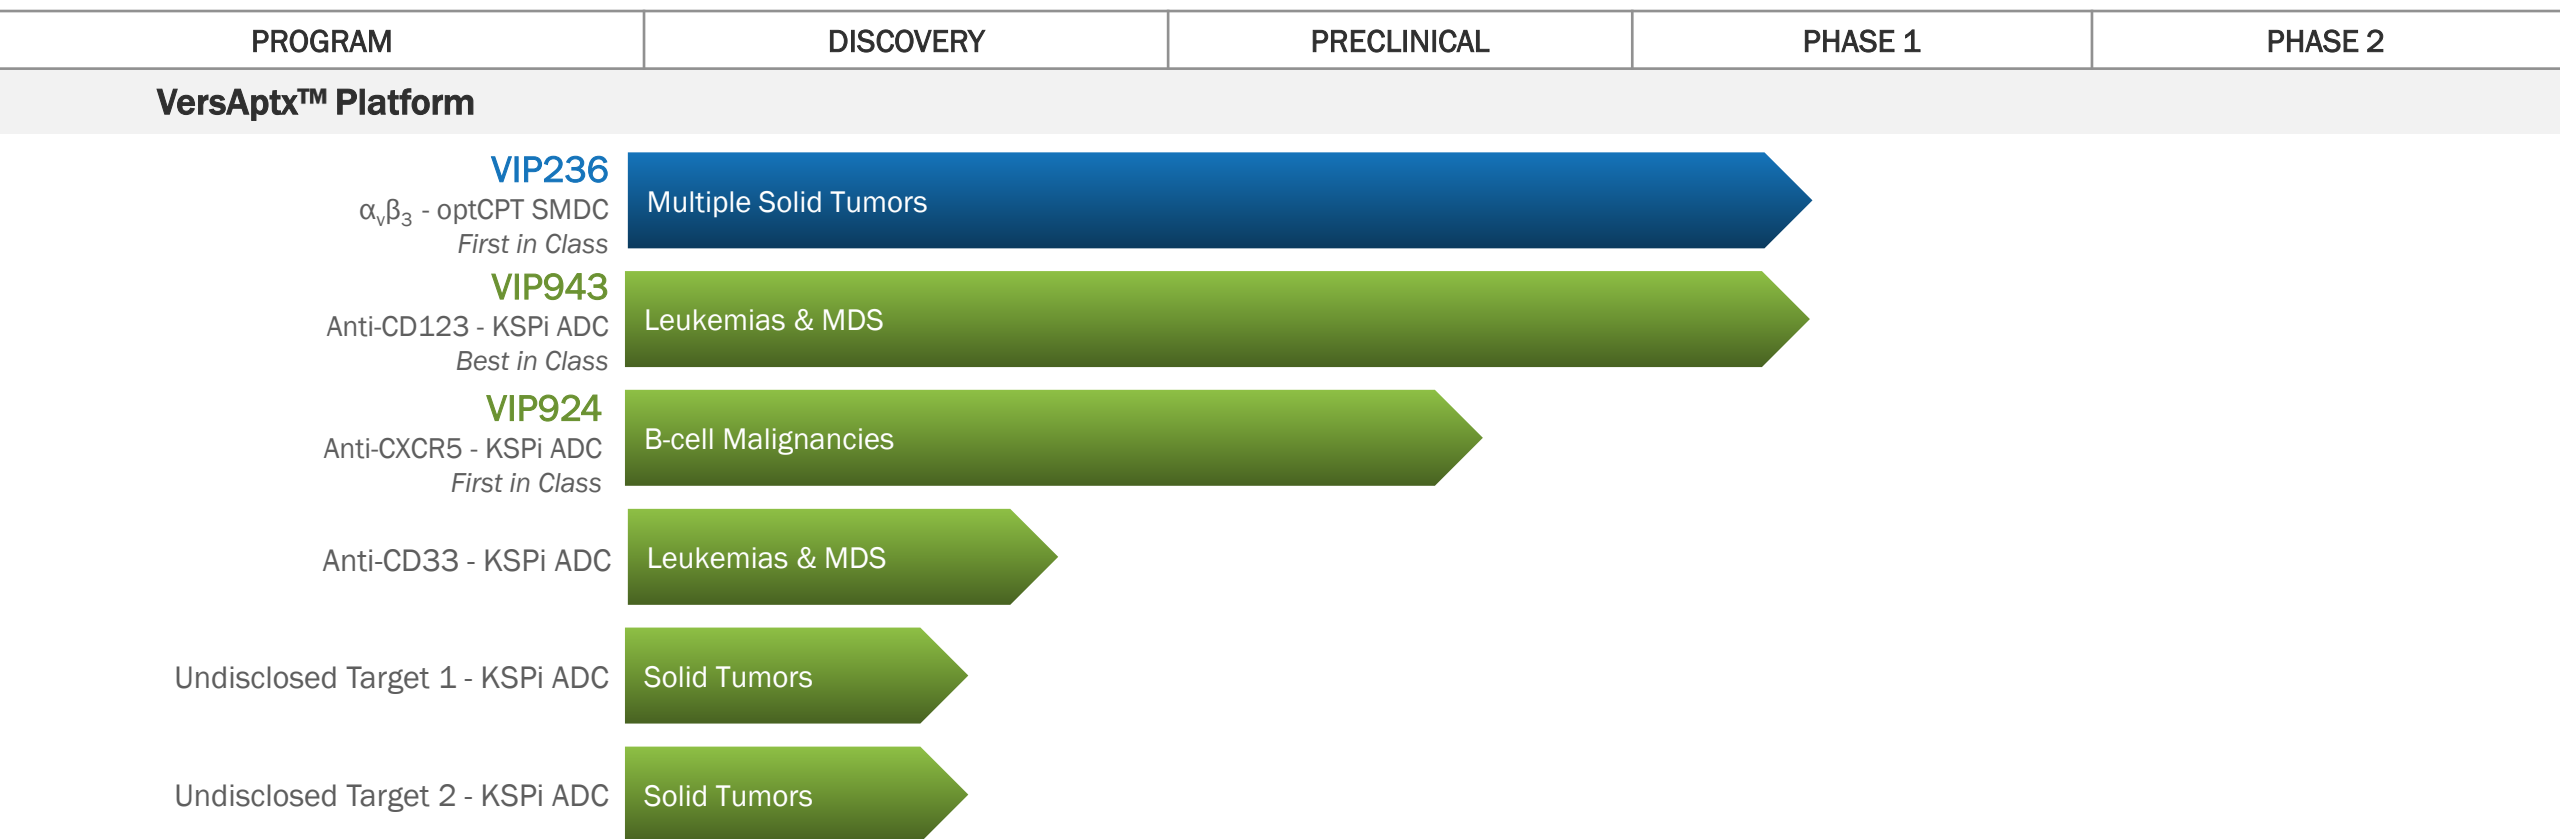 PROGRAM DISCOVERY PRECLINICAL PHASE 1 PHASE 2
VersAptx™ Platform
VIP236
αvβ3 - optCPT SMDC
First in Class
Multiple Solid Tumors
VIP943
Anti-CD123 - KSPi ADC
Best in Class
Leukemias & MDS
VIP924
Anti-CXCR5 - KSPi ADC
First in Class
B-cell Malignancies
Anti-CD33 - KSPi ADC
Leukemias & MDS
Undisclosed Target 1 - KSPi ADC
Solid Tumors
Undisclosed Target 2 - KSPi ADC
Solid Tumors